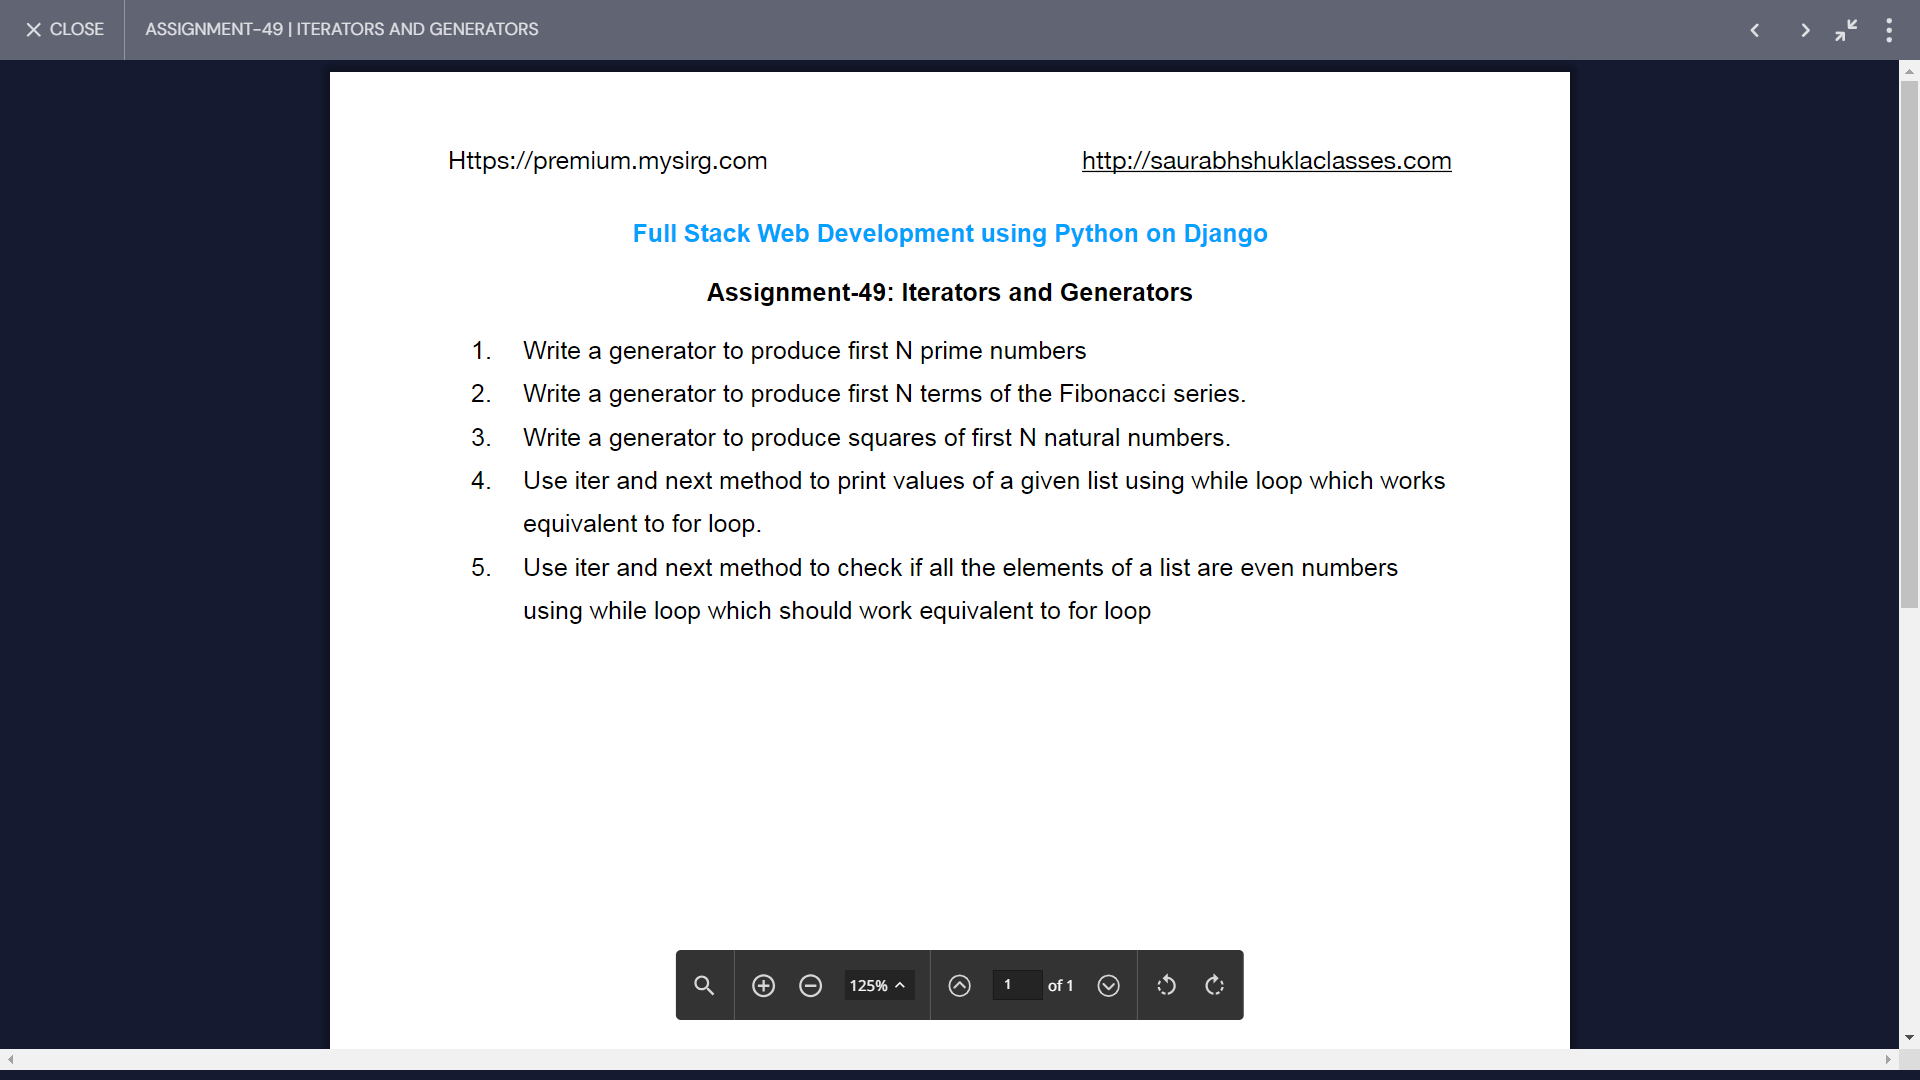 CLOSE ASSIGNMENT-49 | ITERATORS AND GENERATORS
Https://premium.mysirg.com http://saurabhshuklaclasses.com
Full Stack Web Development using Python on Django
Assignment-49: Iterators and Generators
1. Write a generator to produce first N prime numbers
2. Write a generator to produce first N terms of the Fibonacci series.
3. Write a generator to produce squares of first N natural numbers.
4. Use iter and next method to print values of a given list using while loop which works
equivalent to for loop.
5. Use iter and next method to check if all the elements of a list are even numbers
using while loop which should work equivalent to for loop
125% 1 of 1